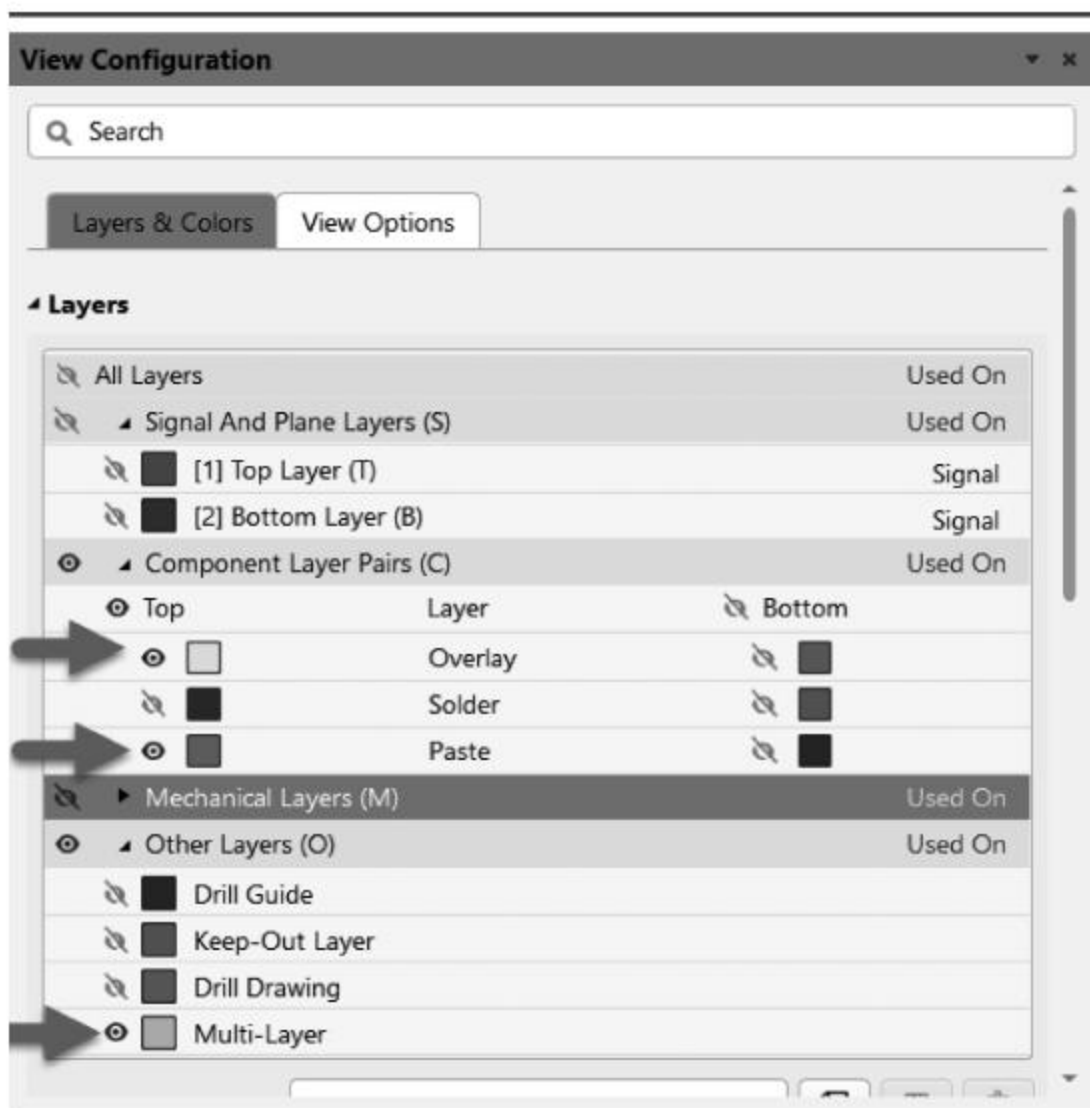 View Configuration
Search
Layers & Colors View Options
Layers
All Layers Used On
Signal And Plane Layers (S) Used On
[1] Top Layer (T) Signal
[2] Bottom Layer (B) Signal
Component Layer Pairs (C) Used On
Top Layer Bottom
Overlay
Solder
Paste
Mechanical Layers (M) Used On
Other Layers (O) Used On
Drill Guide
Keep-Out Layer
Drill Drawing
Multi-Layer